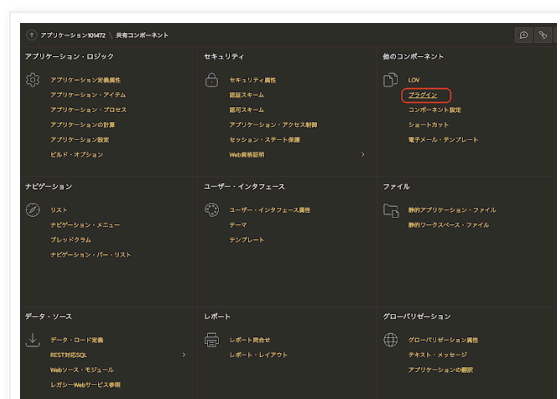 アプリケーション101472 \ 共有コンポーネント
アプリケーション・ロジック
アプリケーション定義属性
アプリケーション・アイテム
アプリケーション・プロセス
アプリケーションの計算
アプリケーション設定
ビルド・オプション
セキュリティ
セキュリティ属性
認証スキーム
認可スキーム
アプリケーション・アクセス制御
セッション・ステート保護
Web資格証明
他のコンポーネント
LOV
プラグイン
コンポーネント設定
ショートカット
電子メール・テンプレート
ナビゲーション
リスト
ナビゲーション・メニュー
ブレッドクラム
ナビゲーション・バー・リスト
ユーザー・インタフェース
ユーザー・インタフェース属性
テーマ
テンプレート
ファイル
静的アプリケーション・ファイル
静的ワークスペース・ファイル
データ・ソース
データ・ロード定義
REST対応SQL
Webソース・モジュール
レガシーWebサービス参照
レポート
レポート問合せ
レポート・レイアウト
グローバリゼーション
グローバリゼーション属性
テキスト・メッセージ
アプリケーションの翻訳